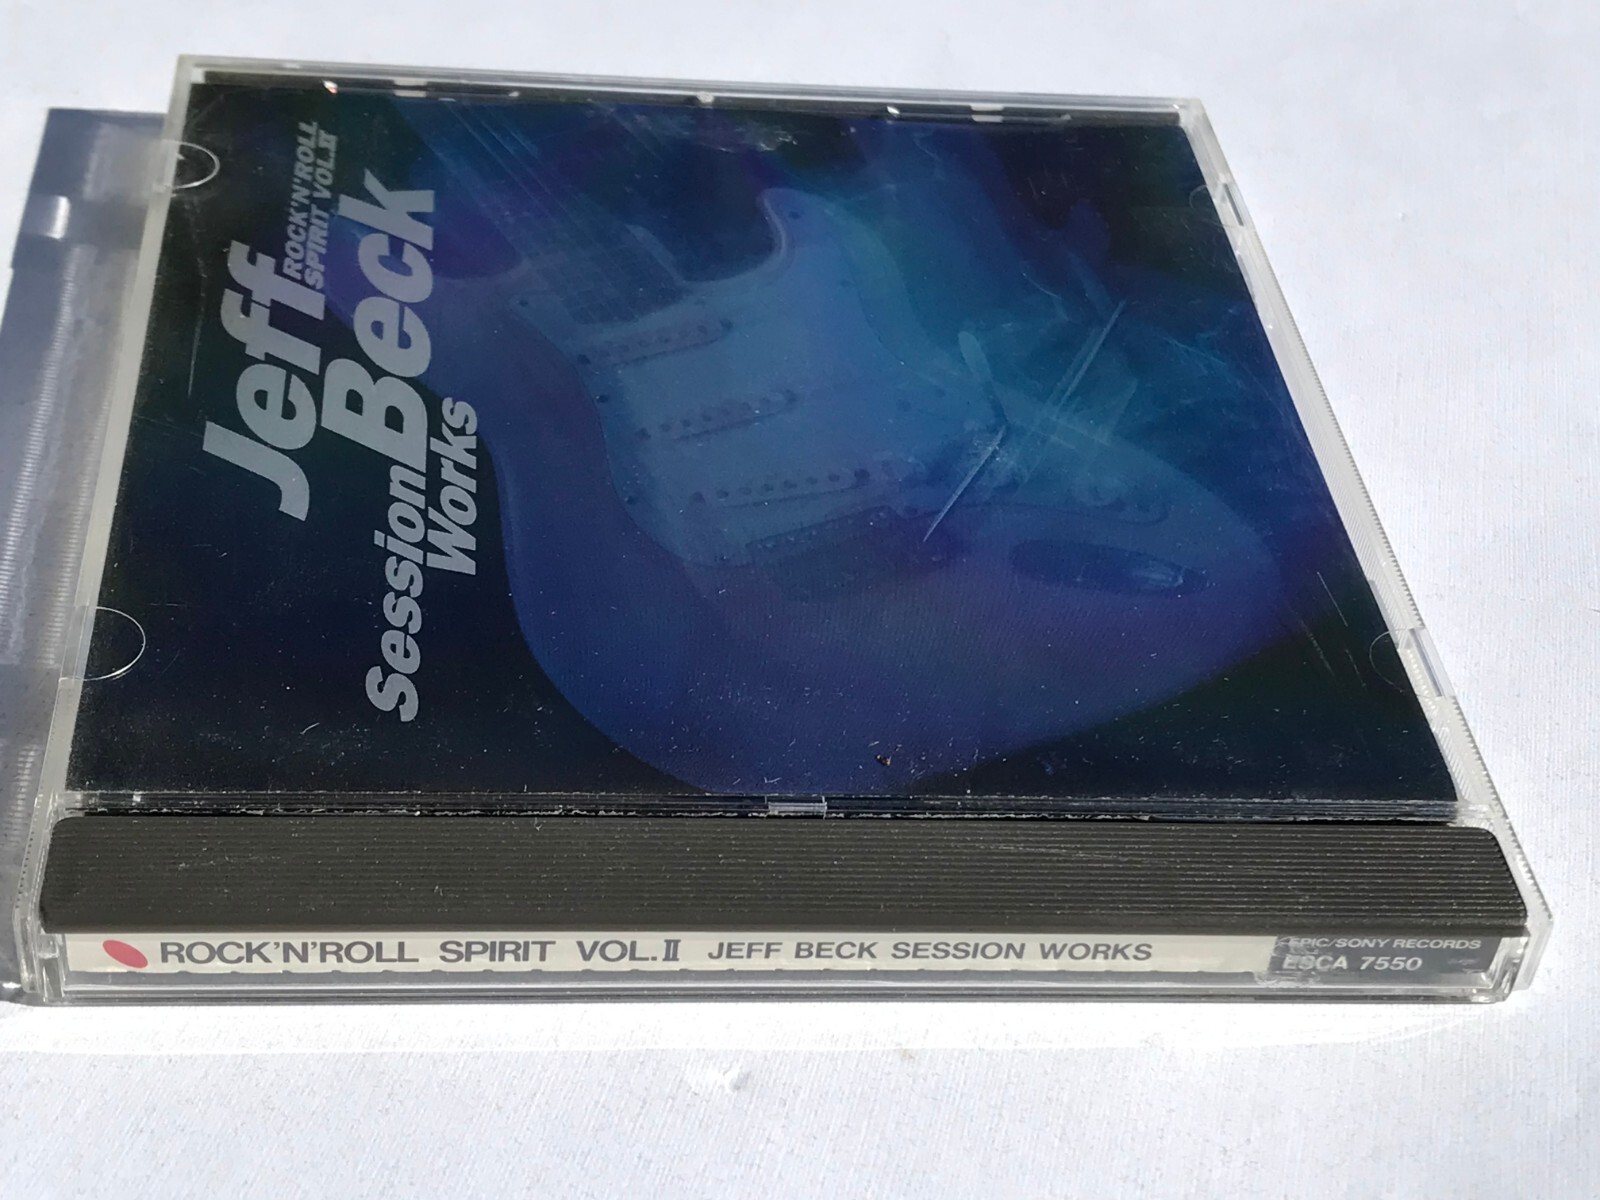 Jeff
ROCK'N'ROLL
SPIRIT VOL.II
Beck
Session
Works
ROCK'N'ROLL SPIRIT VOL.II JEFF BECK SESSION WORKS
EPIC/SONY RECORDS
ESCA 7550